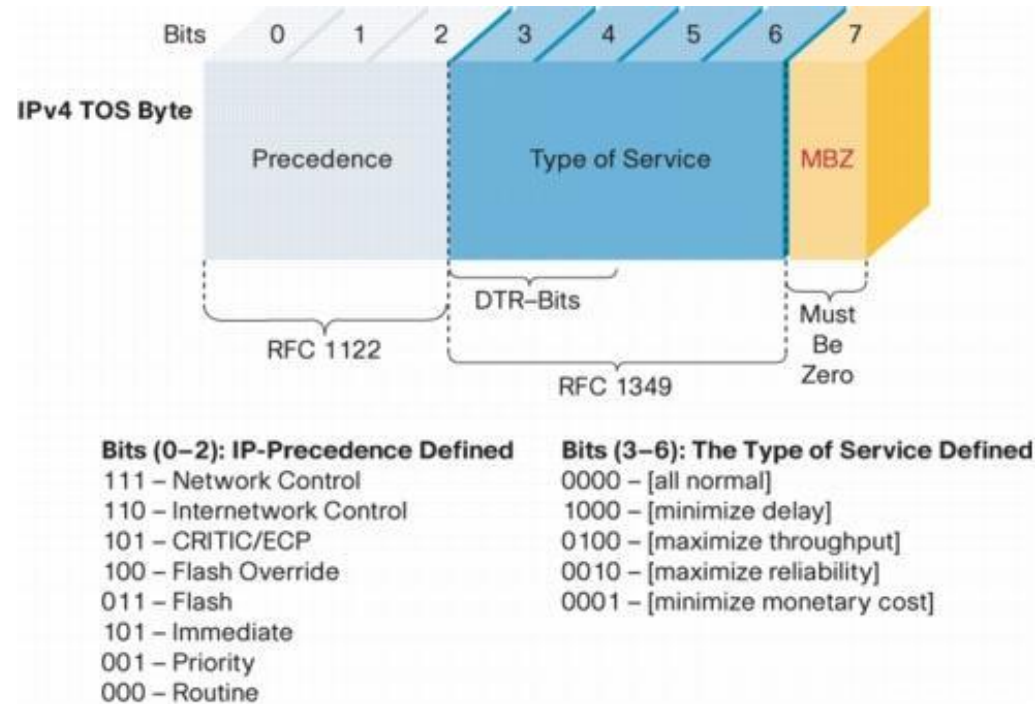 Bits 0 1 2 3 4 5 6 7
IPv4 TOS Byte
Precedence
Type of Service
MBZ
DTR–Bits
RFC 1122
RFC 1349
Must
Be
Zero
Bits (0–2): IP-Precedence Defined
111 – Network Control
110 – Internetwork Control
101 – CRITIC/ECP
100 – Flash Override
011 – Flash
101 – Immediate
001 – Priority
000 – Routine
Bits (3–6): The Type of Service Defined
0000 – [all normal]
1000 – [minimize delay]
0100 – [maximize throughput]
0010 – [maximize reliability]
0001 – [minimize monetary cost]